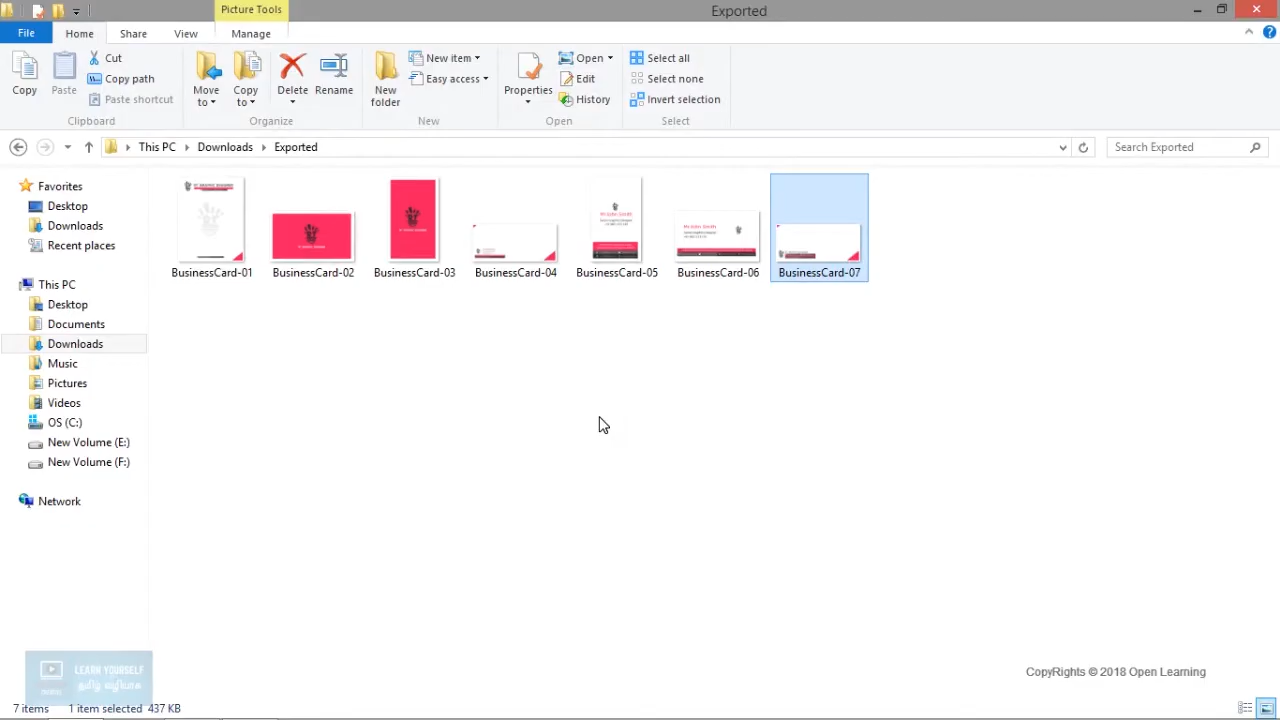 Picture Tools
Exported
File
Home
Share
View
Manage
Copy
Paste
Cut
Copy path
Paste shortcut
Clipboard
Move to
Copy to
Delete
Rename
Organize
New folder
New item
Easy access
New
Properties
Open
Edit
History
Open
Select all
Select none
Invert selection
Select
This PC
Downloads
Exported
Search Exported
Favorites
Desktop
Downloads
Recent places
This PC
Desktop
Documents
Downloads
Music
Pictures
Videos
OS (C:)
New Volume (E:)
New Volume (F:)
Network
BusinessCard-01
BusinessCard-02
BusinessCard-03
BusinessCard-04
BusinessCard-05
BusinessCard-06
BusinessCard-07
LEARN YOURSELF
தமிழ் வழியாக
CopyRights © 2018 Open Learning
7 items
1 item selected 437 KB